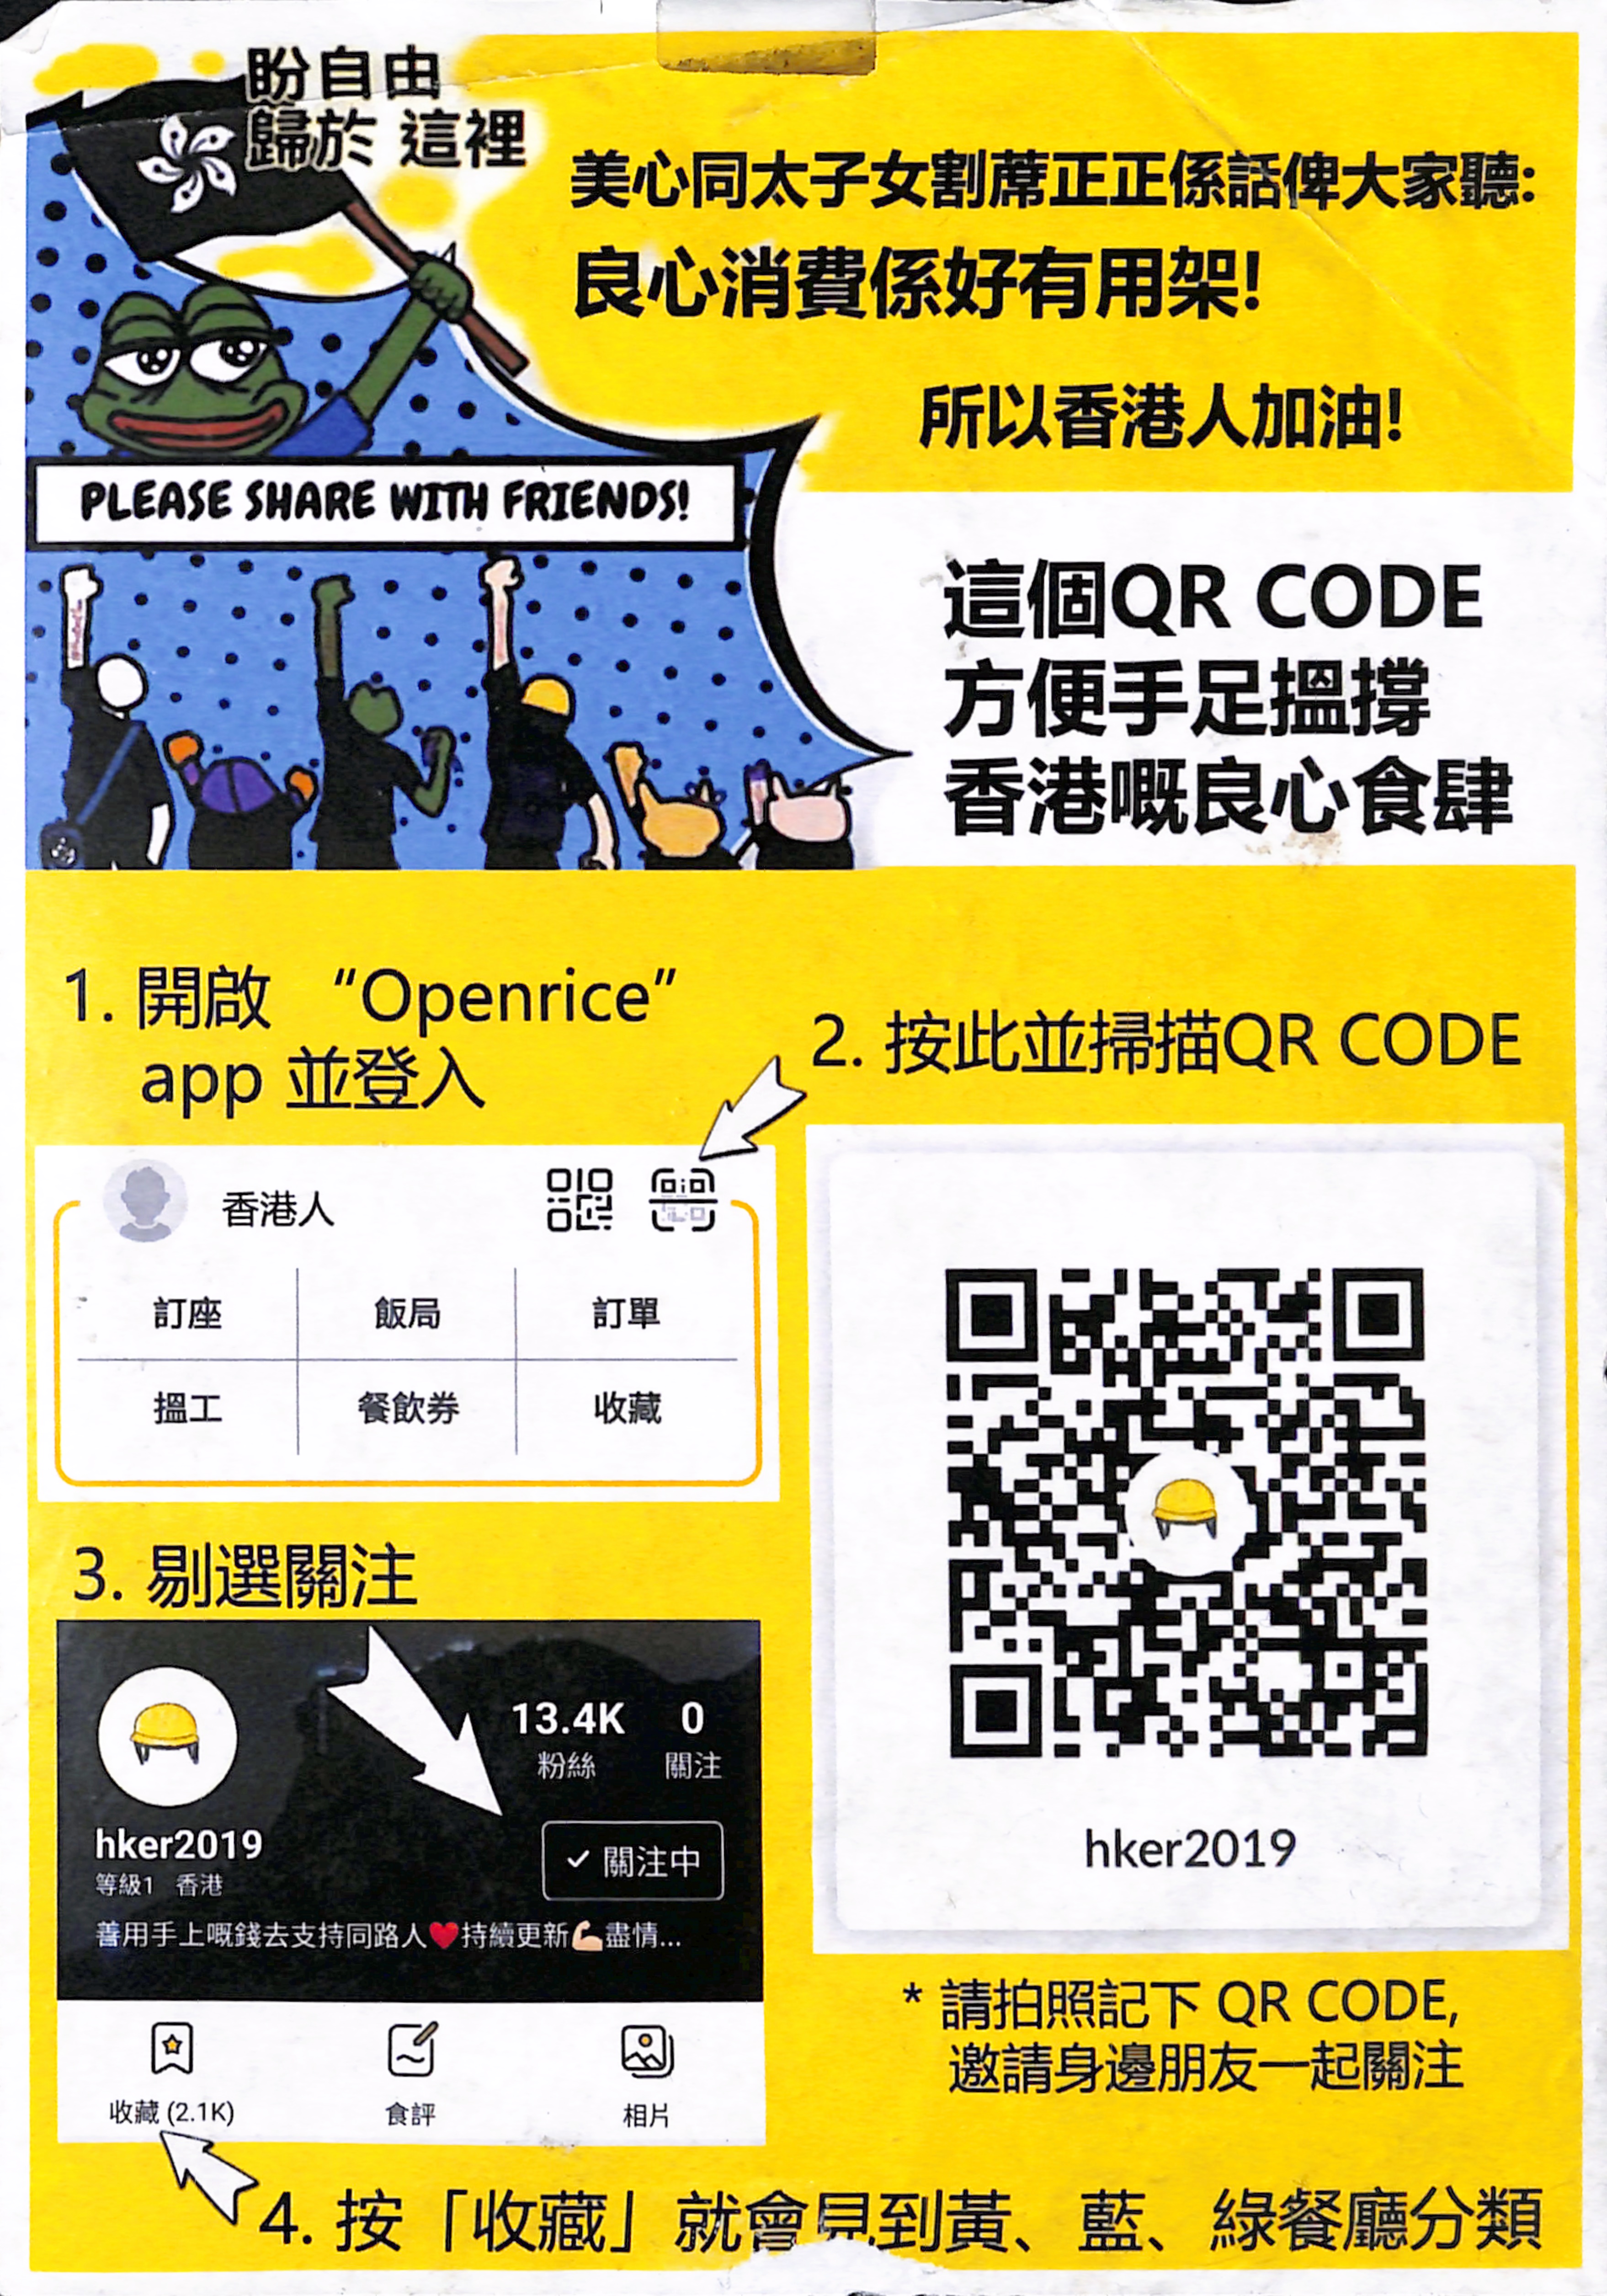 盼自由
歸於 這裡
美心同太子女割蓆正正係話俾大家聽:
良心消費係好有用架!
所以香港人加油!
PLEASE SHARE WITH FRIENDS!
這個QR CODE
方便手足搵撐
香港嘅良心食肆
1. 開啟 “Openrice”
app 並登入
2. 按此並掃描QR CODE
香港人
訂座 飯局 訂單
搵工 餐飲券 收藏
3. 剔選關注
13.4K 0
粉絲 關注
hker2019
等級1 香港
✓ 關注中
善用手上嘅錢去支持同路人❤️持續更新💪🏻盡情...
收藏 (2.1K) 食評 相片
hker2019
* 請拍照記下 QR CODE,
邀請身邊朋友一起關注
4. 按「收藏」就會見到黃、藍、綠餐廳分類